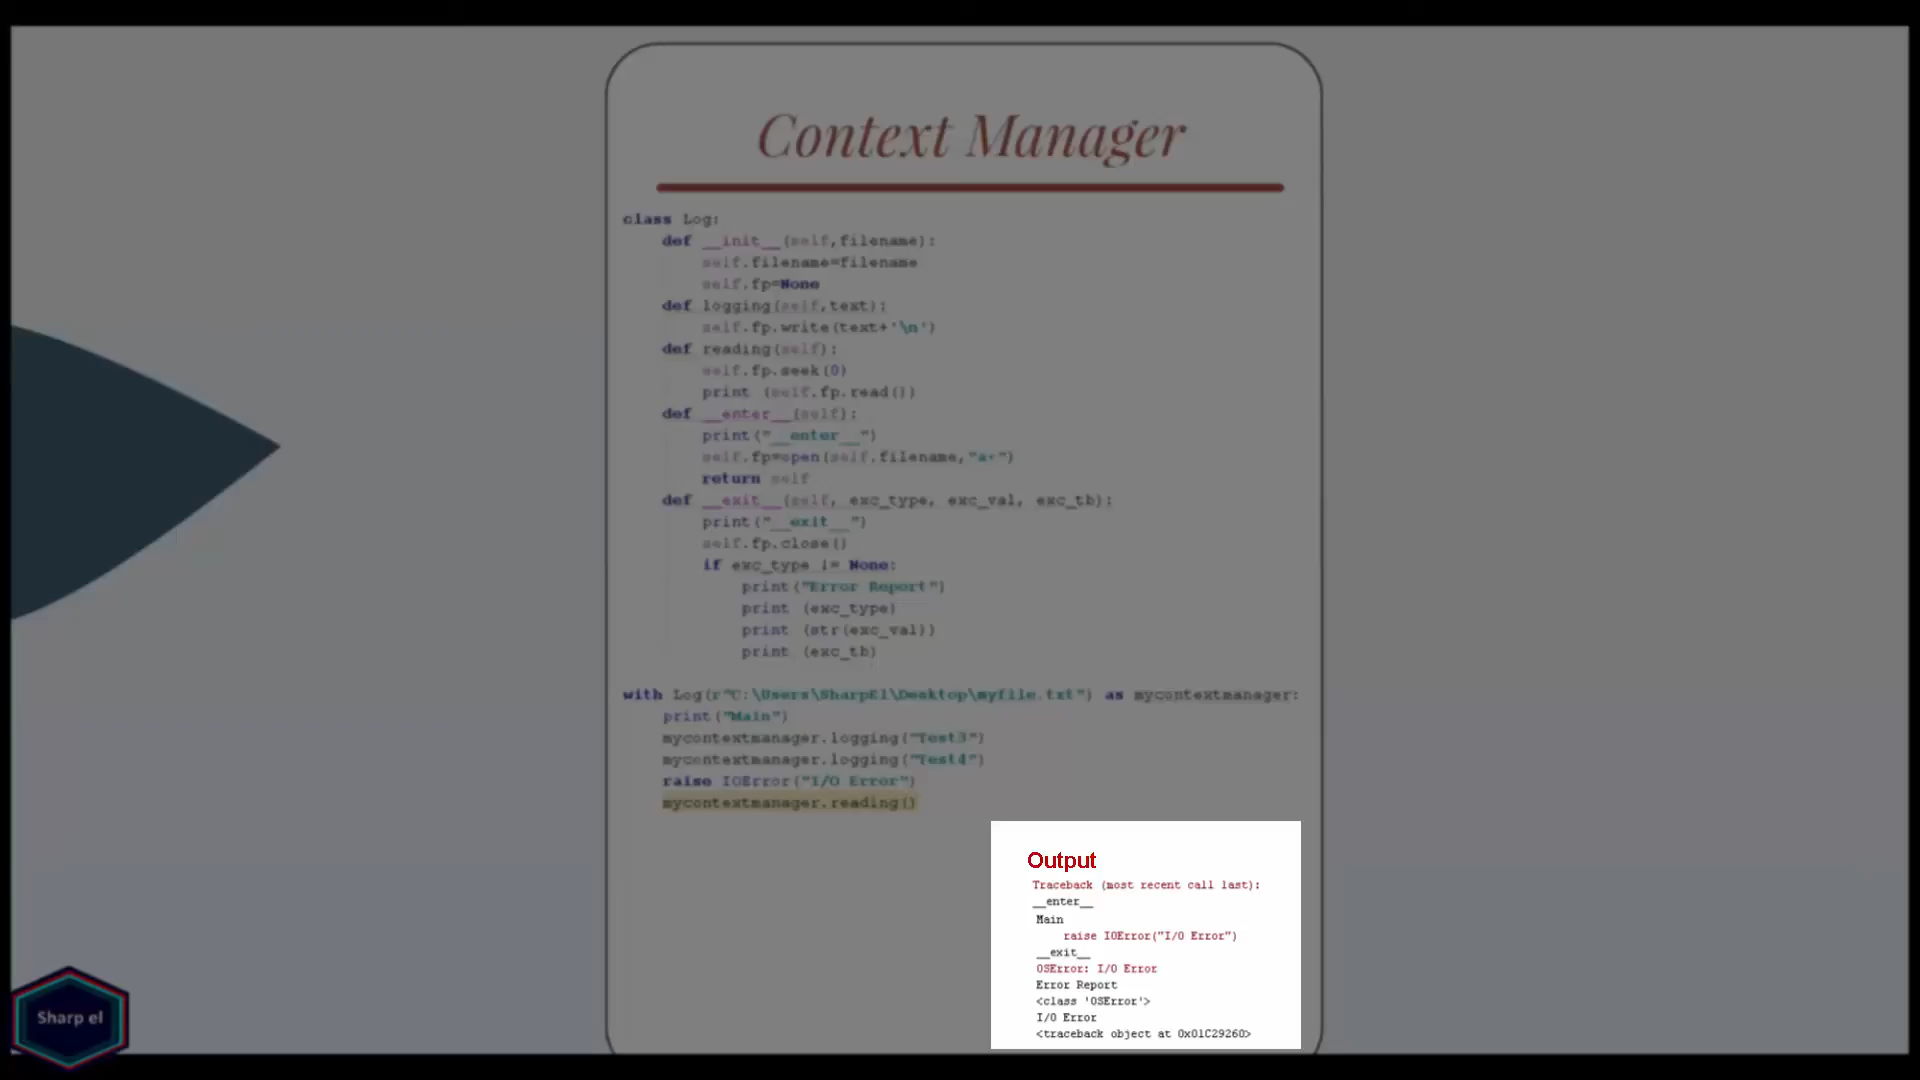 Context Manager
class Log:
    def __init__(self,filename):
        self.filename=filename
        self.fp=None
    def logging(self,text):
        self.fp.write(text+'\n')
    def reading(self):
        self.fp.seek(0)
        print (self.fp.read())
    def __enter__(self):
        print("__enter__")
        self.fp=open(self.filename,"a+")
        return self
    def __exit__(self, exc_type, exc_val, exc_tb):
        print("__exit__")
        self.fp.close()
        if exc_type != None:
            print("Error Report")
            print (exc_type)
            print (str(exc_val))
            print (exc_tb)
with Log(r"C:\Users\SharpEl\Desktop\myfile.txt") as mycontextmanager:
    print("Main")
    mycontextmanager.logging("Test3")
    mycontextmanager.logging("Test4")
    raise IOError("I/O Error")
    mycontextmanager.reading()
Output
Traceback (most recent call last):
__enter__
Main
    raise IOError("I/O Error")
__exit__
OSError: I/O Error
Error Report
<class 'OSError'>
I/O Error
<traceback object at 0x01C29260>
Sharp el